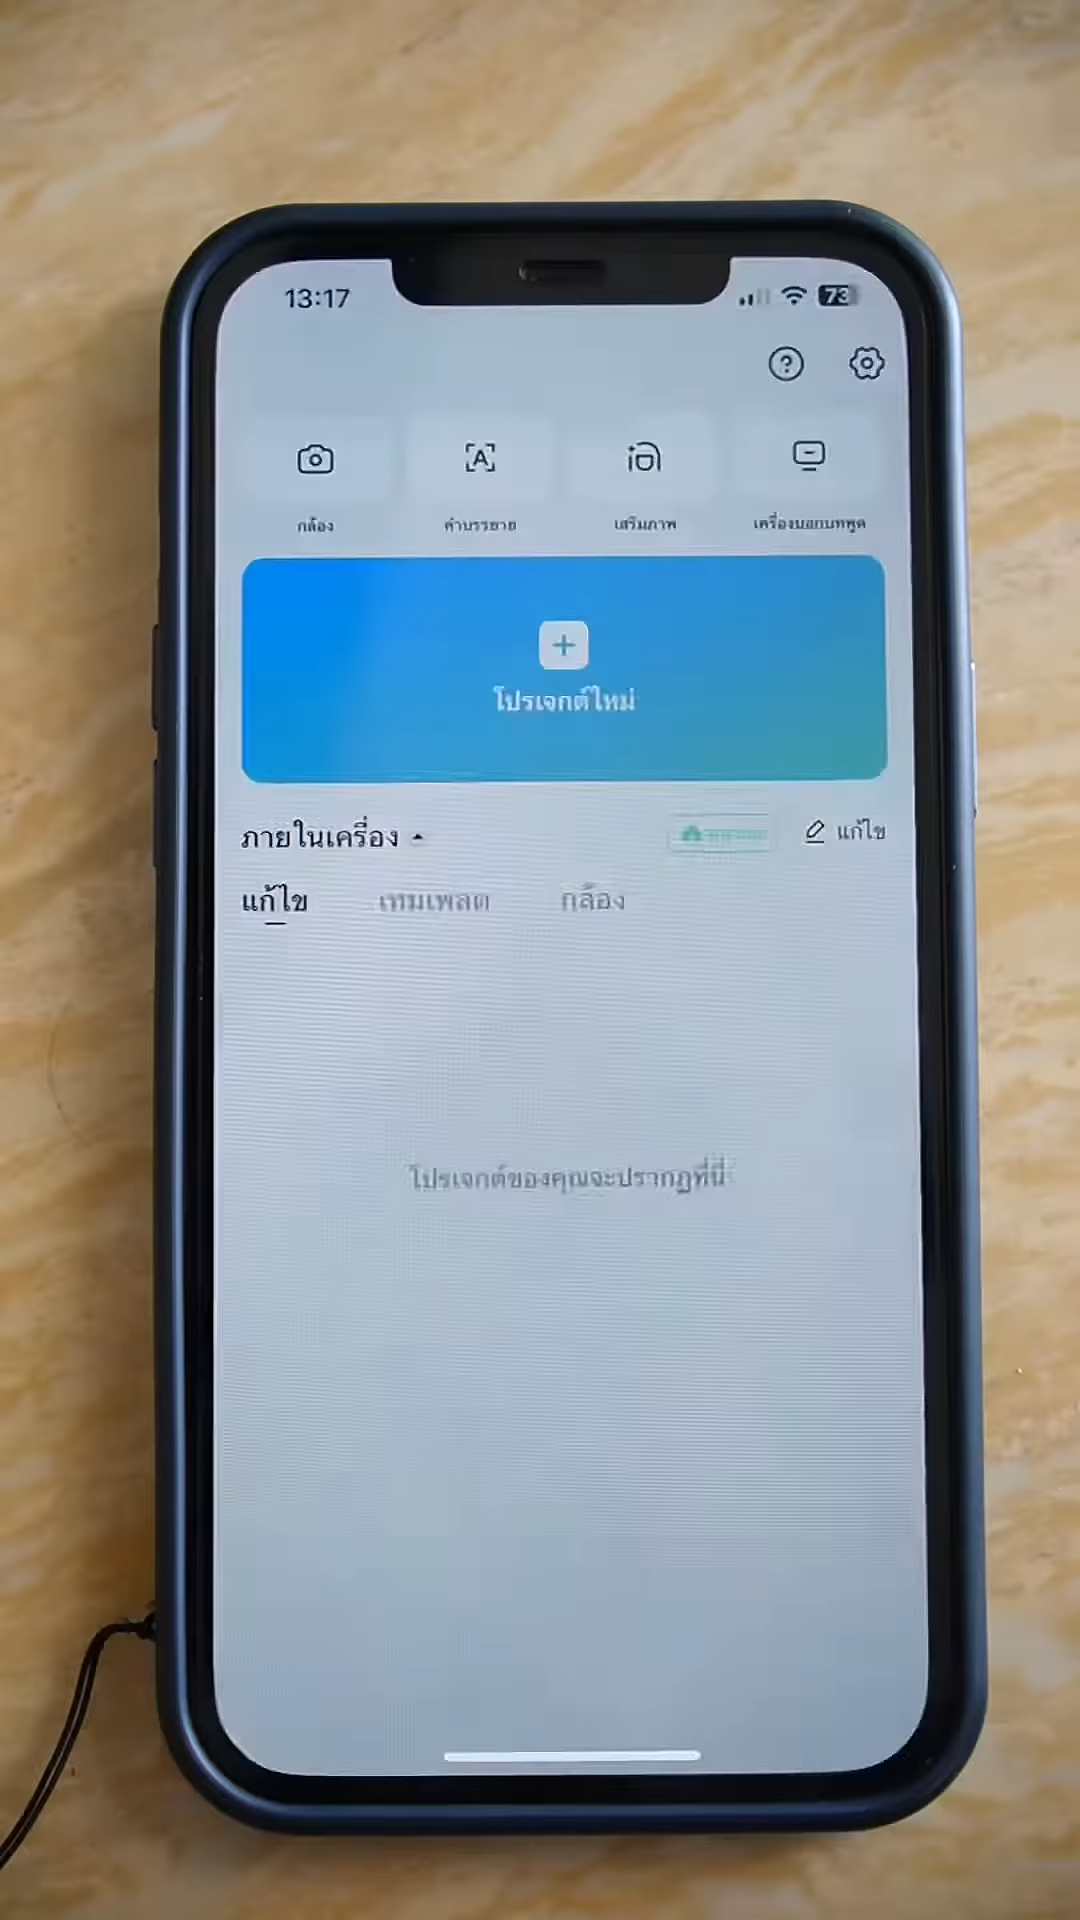 13:17
73
กล้อง
คำบรรยาย
เสริมภาพ
เครื่องบอกบทพูด
โปรเจกต์ใหม่
ภายในเครื่อง
แก้ไข
แก้ไข
เทมเพลต
กล้อง
โปรเจกต์ของคุณจะปรากฏที่นี่